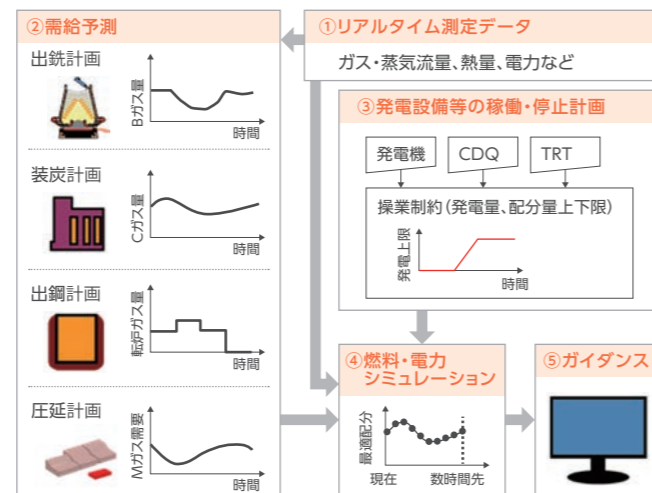 ②需給予測
出銑計画
Bガス量
時間
装炭計画
Cガス量
時間
出鋼計画
転炉ガス量
時間
圧延計画
Mガス需要
時間
①リアルタイム測定データ
ガス・蒸気流量、熱量、電力など
③発電設備等の稼働・停止計画
発電機
CDQ
TRT
操業制約（発電量、配分量上下限）
発電上限
時間
④燃料・電力
シミュレーション
最適配分
現在
数時間先
⑤ガイダンス